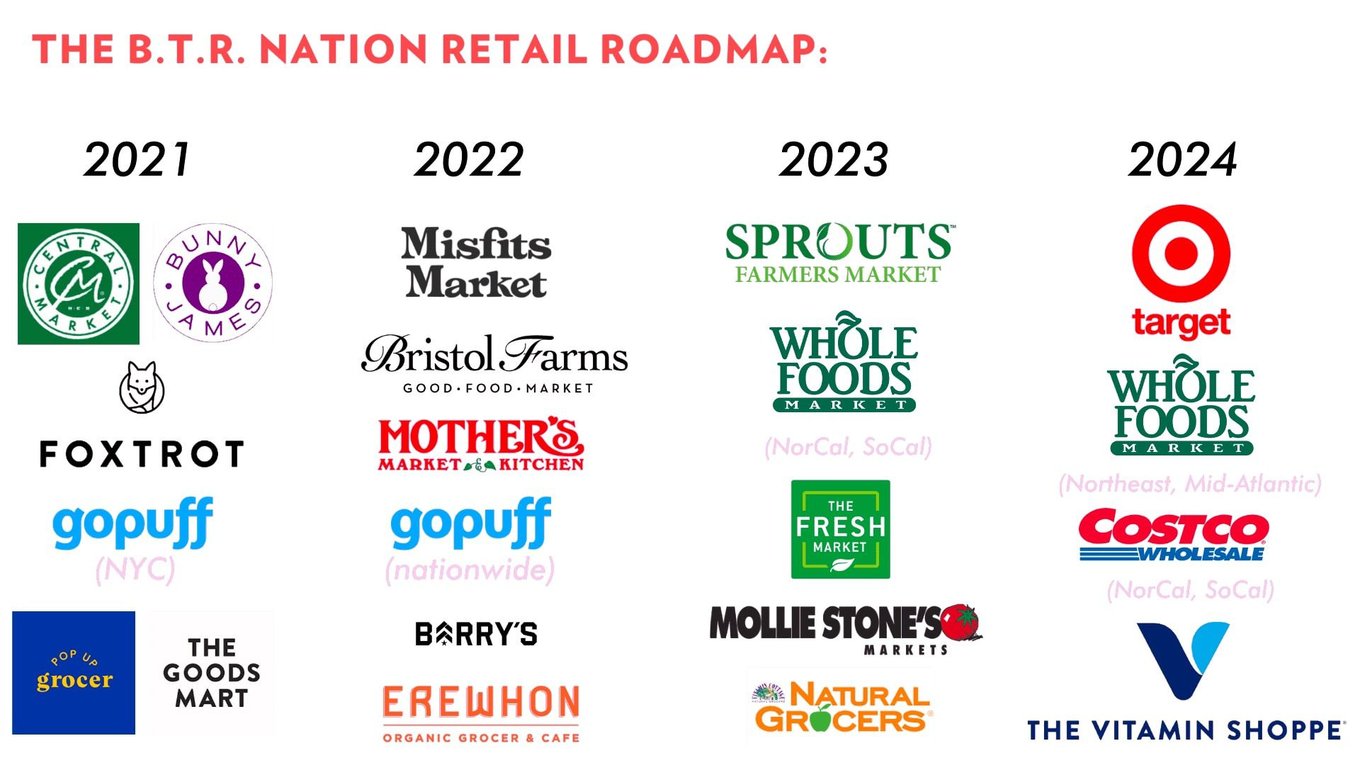 THE B.T.R. NATION RETAIL ROADMAP:
2021
CENTRAL
MARKET
BUNNY
JAMES
FOXTROT
gopuff
(NYC)
POP UP
grocer
THE
GOODS
MART
2022
Misfits
Market
Bristol Farms
GOOD·FOOD·MARKET
MOTHER'S
MARKET & KITCHEN
gopuff
(nationwide)
BARRY'S
EREWHON
ORGANIC GROCER & CAFE
2023
SPROUTS™
FARMERS MARKET
WHOLE
FOODS
MARKET
(NorCal, SoCal)
THE
FRESH
MARKET
MOLLIE STONE'S
MARKETS
NATURAL
GROCERS®
2024
target
WHOLE
FOODS
MARKET
(Northeast, Mid-Atlantic)
COSTCO®
WHOLESALE
(NorCal, SoCal)
THE VITAMIN SHOPPE®